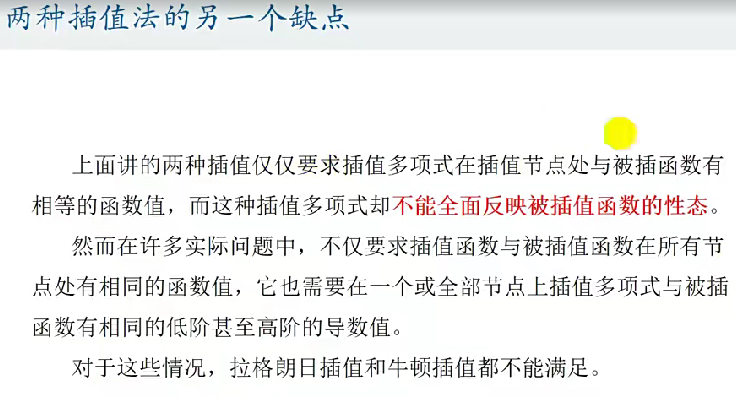 两种插值法的另一个缺点
上面讲的两种插值仅仅要求插值多项式在插值节点处与被插函数有
相等的函数值，而这种插值多项式却不能全面反映被插值函数的性态。
然而在许多实际问题中，不仅要求插值函数与被插值函数在所有节
点处有相同的函数值，它也需要在一个或全部节点上插值多项式与被插
函数有相同的低阶甚至高阶的导数值。
对于这些情况，拉格朗日插值和牛顿插值都不能满足。